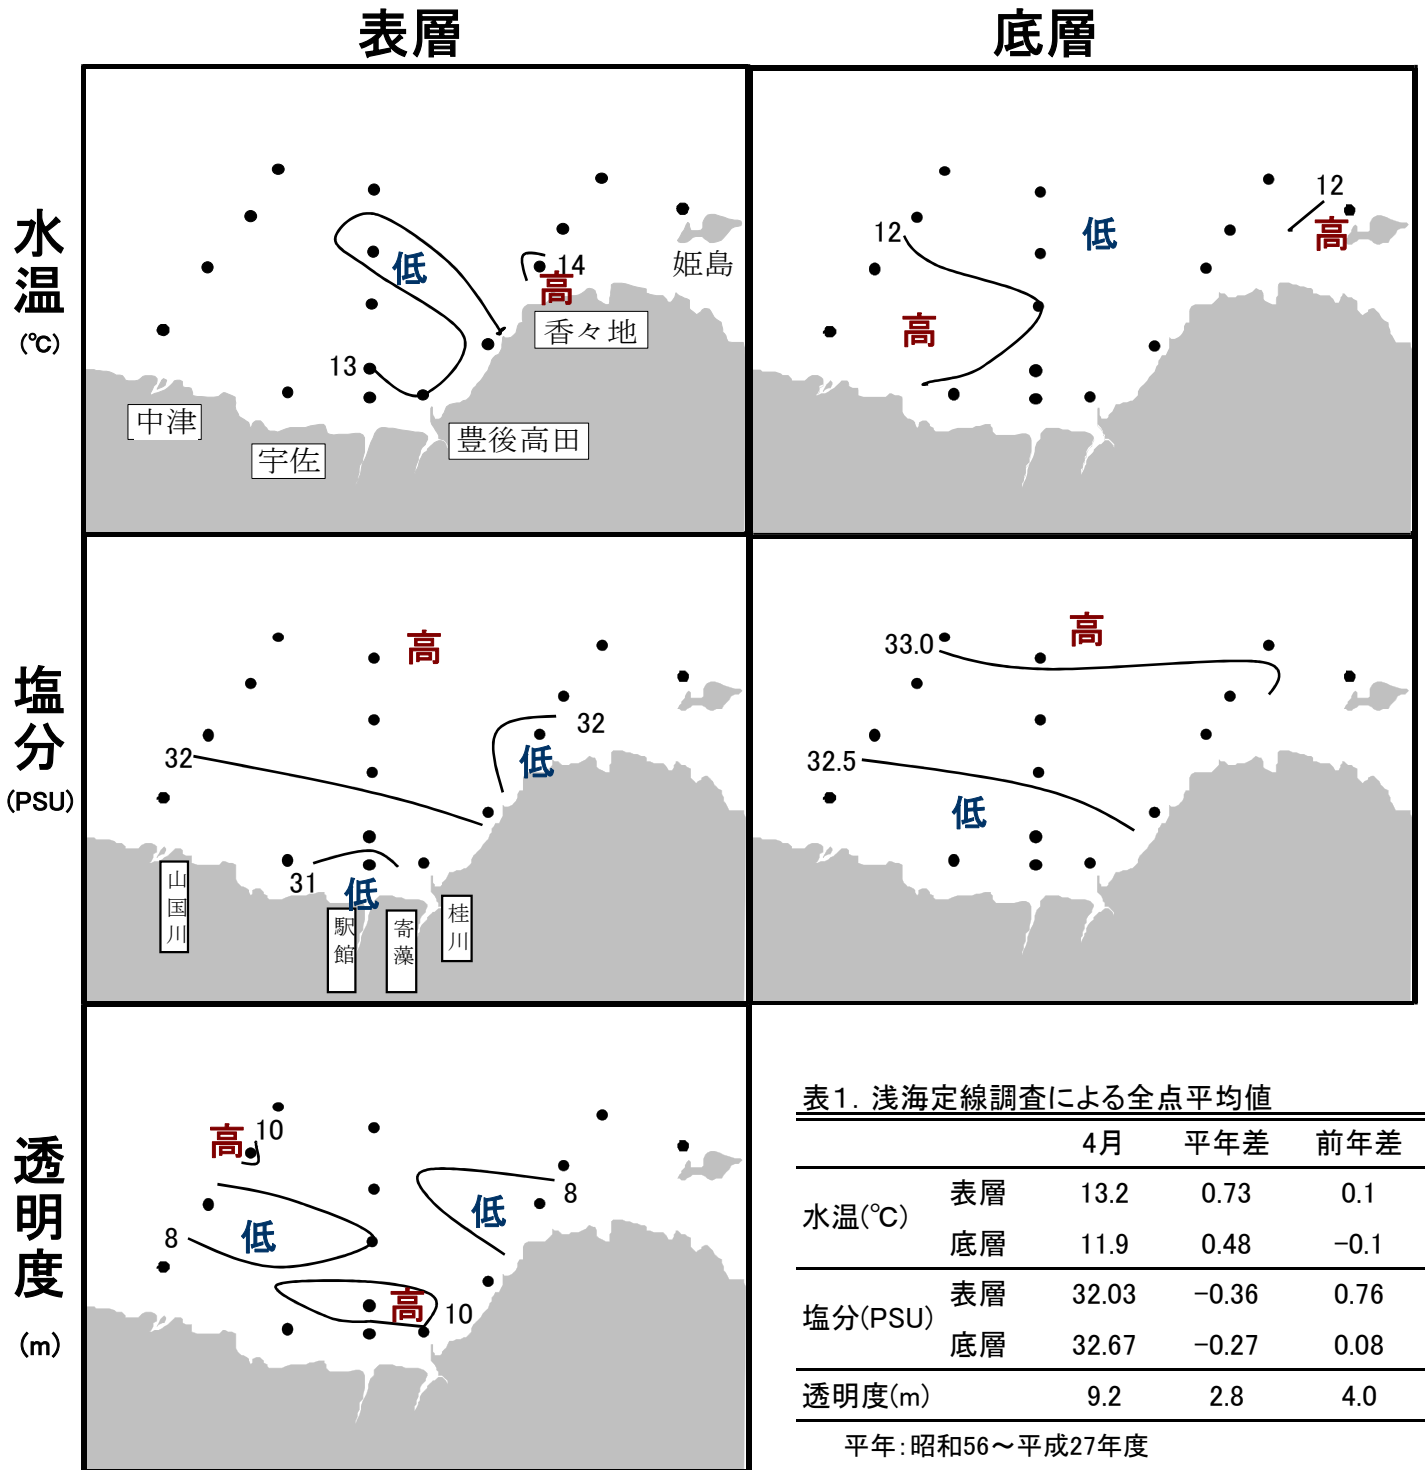 表層
底層
水温
(℃)
低
14
高
姫島
香々地
13
中津
宇佐
豊後高田
12
低
12
高
高
塩分
(PSU)
高
32
32
低
31
低
山国川
駅館
寄藻
桂川
高
33.0
32.5
低
透明度
(m)
高
10
8
低
8
低
高
10
表1. 浅海定線調査による全点平均値
4月 平年差 前年差
水温(℃) 表層 13.2 0.73 0.1
底層 11.9 0.48 -0.1
塩分(PSU) 表層 32.03 -0.36 0.76
底層 32.67 -0.27 0.08
透明度(m) 9.2 2.8 4.0
平年:昭和56～平成27年度